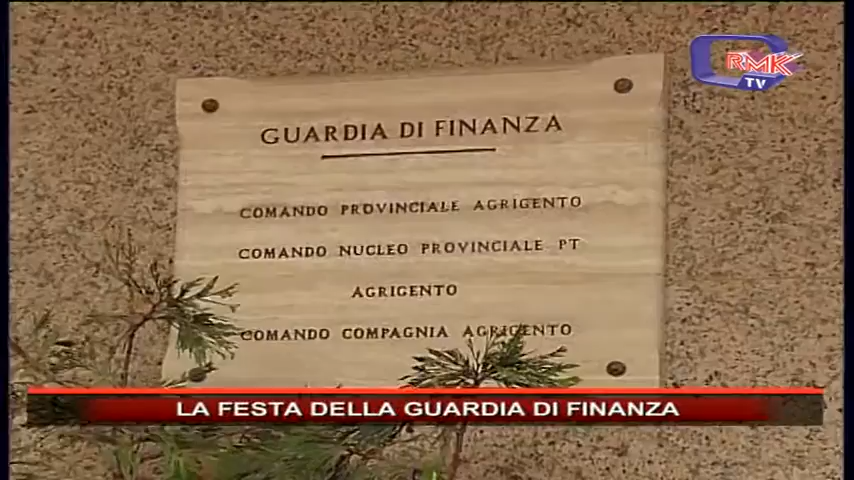 RMK
TV
GUARDIA DI FINANZA
COMANDO PROVINCIALE AGRIGENTO
COMANDO NUCLEO PROVINCIALE PT
AGRIGENTO
COMANDO COMPAGNIA AGRIGENTO
LA FESTA DELLA GUARDIA DI FINANZA